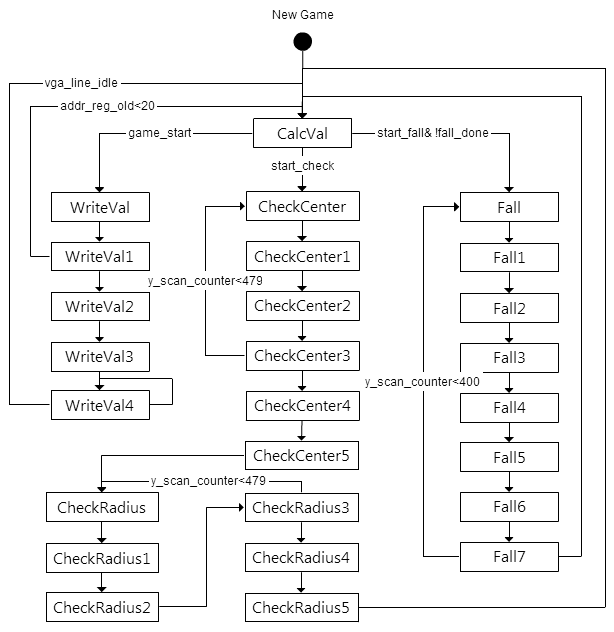 New Game
vga_line_idle
addr_reg_old<20
game_start
CalcVal
start_fall& !fall_done
start_check
WriteVal
CheckCenter
Fall
WriteVal1
CheckCenter1
Fall1
y_scan_counter<479
WriteVal2
CheckCenter2
Fall2
WriteVal3
CheckCenter3
Fall3
y_scan_counter<400
WriteVal4
CheckCenter4
Fall4
CheckCenter5
Fall5
y_scan_counter<479
CheckRadius
CheckRadius3
Fall6
CheckRadius1
CheckRadius4
Fall7
CheckRadius2
CheckRadius5